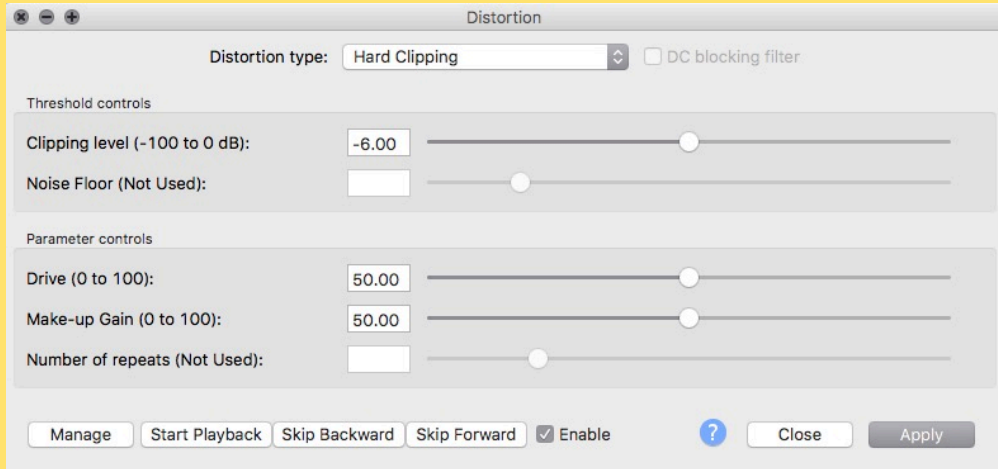 Distortion
Distortion type: Hard Clipping DC blocking filter
Threshold controls
Clipping level (-100 to 0 dB): -6.00
Noise Floor (Not Used):
Parameter controls
Drive (0 to 100): 50.00
Make-up Gain (0 to 100): 50.00
Number of repeats (Not Used):
Manage Start Playback Skip Backward Skip Forward Enable ? Close Apply